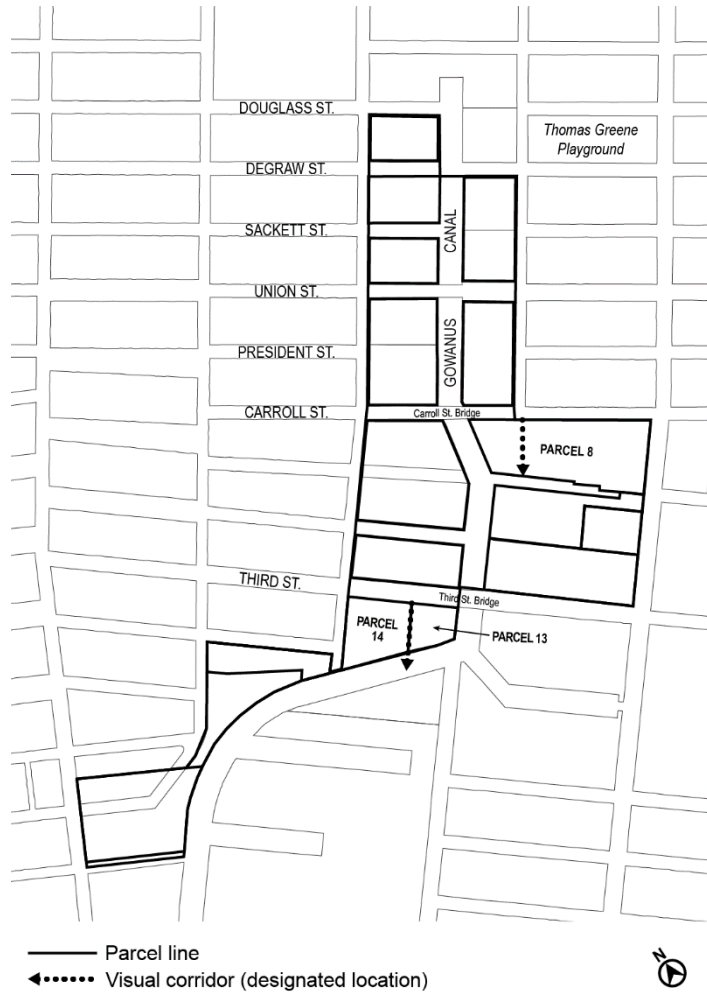 DOUGLASS ST.
Thomas Greene
Playground
DEGRAW ST.
SACKETT ST.
CANAL
UNION ST.
GOWANUS
PRESIDENT ST.
CARROLL ST.
Carroll St. Bridge
PARCEL 8
THIRD ST.
Third St. Bridge
PARCEL
14
PARCEL 13
Parcel line
Visual corridor (designated location)
N